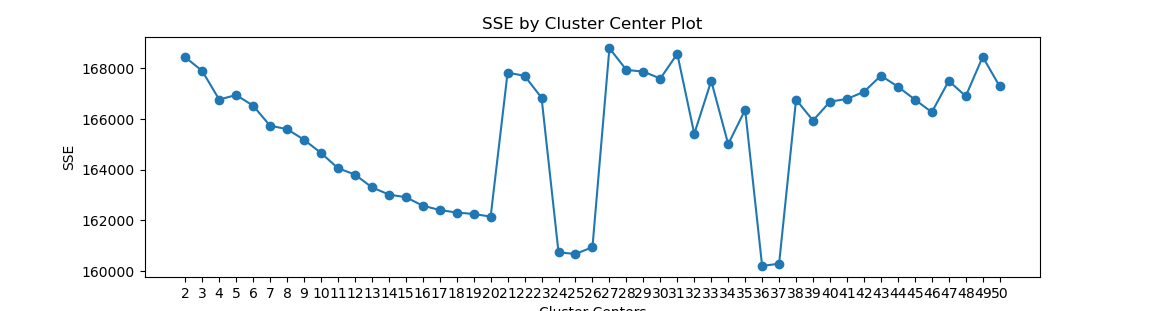 SSE by Cluster Center Plot
168000
166000
164000
162000
160000
SSE
2 3 4 5 6 7 8 9 10 11 12 13 14 15 16 17 18 19 20 21 22 23 24 25 26 27 28 29 30 31 32 33 34 35 36 37 38 39 40 41 42 43 44 45 46 47 48 49 50
Cluster Centers